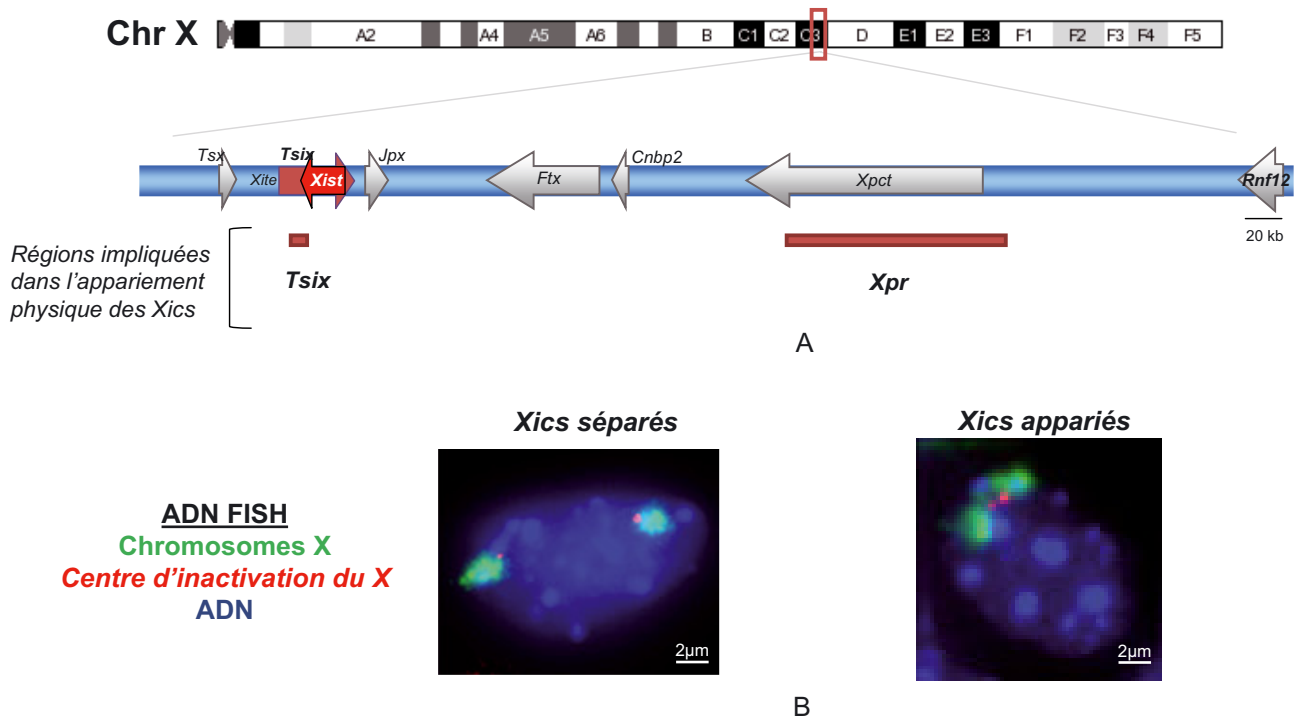 Chr X
A2 A4 A5 A6 B C1 C2 C3 D E1 E2 E3 F1 F2 F3 F4 F5
Tsx Tsix Jpx Cnbp2
Xite Xist Ftx Xpct Rnf12
20 kb
Régions impliquées
dans l'appariement
physique des Xics
Tsix
Xpr
A
Xics séparés
Xics appariés
ADN FISH
Chromosomes X
Centre d'inactivation du X
ADN
2µm
2µm
B